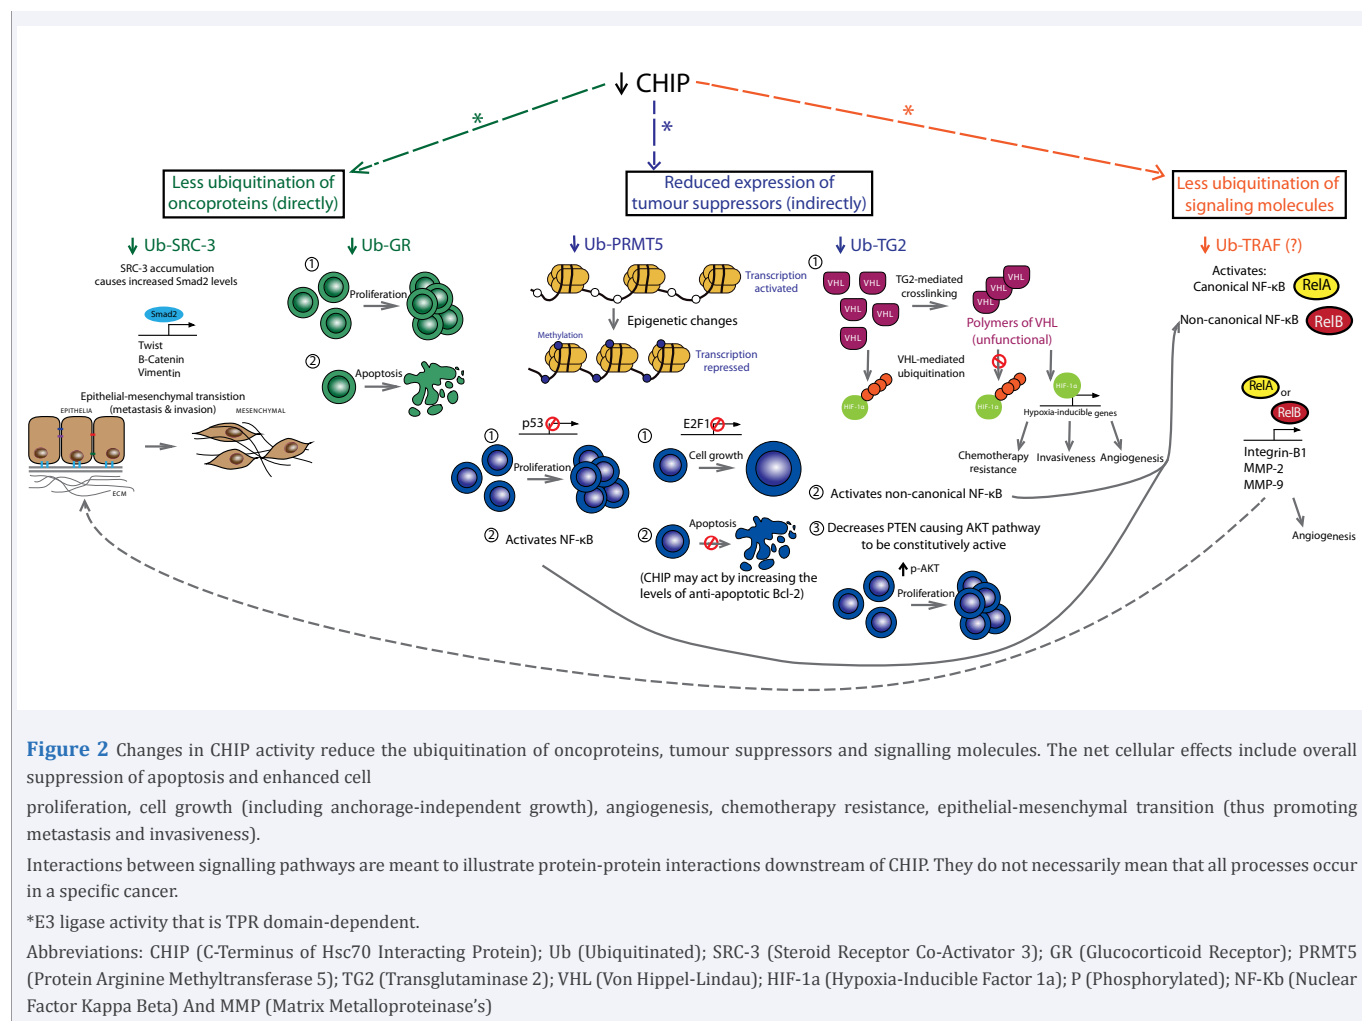 ↓ CHIP
*
*
*
Less ubiquitination of
oncoproteins (directly)
Reduced expression of
tumour suppressors (indirectly)
Less ubiquitination of
signaling molecules
↓ Ub-SRC-3
SRC-3 accumulation
causes increased Smad2 levels
Smad2
Twist
B-Catenin
Vimentin
Epithelial-mesenchymal transistion
(metastasis & invasion)
EPITHELIA
MESENCHYMAL
ECM
↓ Ub-GR
1
Proliferation
2
Apoptosis
↓ Ub-PRMT5
Transcription
activated
Epigenetic changes
Methylation
Transcription
repressed
p53
1
Proliferation
2 Activates NF-κB
E2F1
1
Cell growth
2
Apoptosis
(CHIP may act by increasing the
levels of anti-apoptotic Bcl-2)
↓ Ub-TG2
1
VHL
VHL
VHL
VHL
VHL
TG2-mediated
crosslinking
VHL
VHL
VHL
Polymers of VHL
(unfunctional)
VHL-mediated
ubiquitination
HIF-1α
HIF-1α
HIF-1α
Hypoxia-inducible genes
Chemotherapy
resistance
Invasiveness
Angiogenesis
2 Activates non-canonical NF-κB
3 Decreases PTEN causing AKT pathway
to be constitutively active
↑ p-AKT
Proliferation
↓ Ub-TRAF (?)
Activates:
Canonical NF-κB
RelA
Non-canonical NF-κB
RelB
RelA
or
RelB
Integrin-B1
MMP-2
MMP-9
Angiogenesis
Figure 2 Changes in CHIP activity reduce the ubiquitination of oncoproteins, tumour suppressors and signalling molecules. The net cellular effects include overall
suppression of apoptosis and enhanced cell
proliferation, cell growth (including anchorage-independent growth), angiogenesis, chemotherapy resistance, epithelial-mesenchymal transition (thus promoting
metastasis and invasiveness).
Interactions between signalling pathways are meant to illustrate protein-protein interactions downstream of CHIP. They do not necessarily mean that all processes occur
in a specific cancer.
*E3 ligase activity that is TPR domain-dependent.
Abbreviations: CHIP (C-Terminus of Hsc70 Interacting Protein); Ub (Ubiquitinated); SRC-3 (Steroid Receptor Co-Activator 3); GR (Glucocorticoid Receptor); PRMT5
(Protein Arginine Methyltransferase 5); TG2 (Transglutaminase 2); VHL (Von Hippel-Lindau); HIF-1a (Hypoxia-Inducible Factor 1a); P (Phosphorylated); NF-Kb (Nuclear
Factor Kappa Beta) And MMP (Matrix Metalloproteinase's)